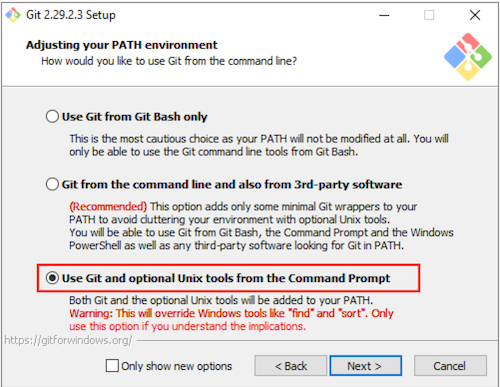 Git 2.29.2.3 Setup
Adjusting your PATH environment
How would you like to use Git from the command line?
Use Git from Git Bash only
This is the most cautious choice as your PATH will not be modified at all. You will
only be able to use the Git command line tools from Git Bash.
Git from the command line and also from 3rd-party software
(Recommended) This option adds only some minimal Git wrappers to your
PATH to avoid cluttering your environment with optional Unix tools.
You will be able to use Git from Git Bash, the Command Prompt and the Windows
PowerShell as well as any third-party software looking for Git in PATH.
Use Git and optional Unix tools from the Command Prompt
Both Git and the optional Unix tools will be added to your PATH.
Warning: This will override Windows tools like "find" and "sort". Only
use this option if you understand the implications.
https://gitforwindows.org/
Only show new options
< Back
Next >
Cancel